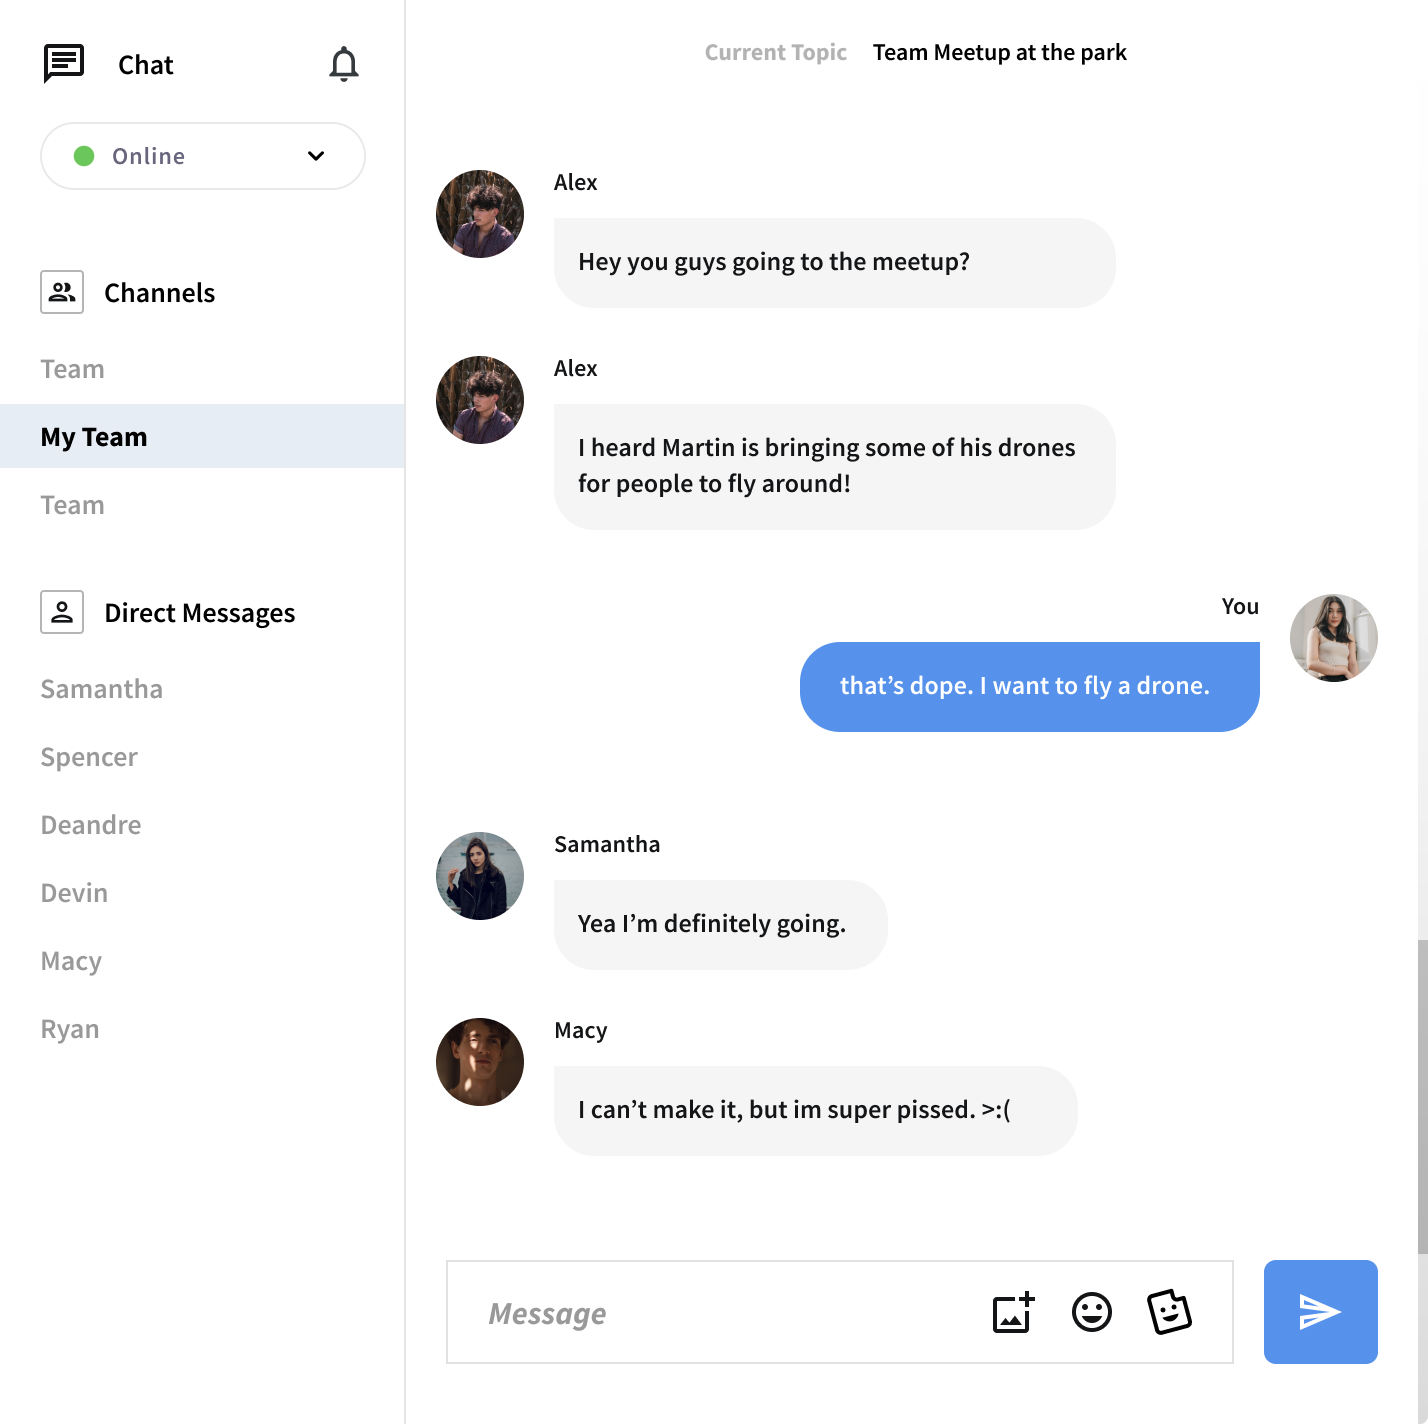 Chat
Online
Channels
Team
My Team
Team
Direct Messages
Samantha
Spencer
Deandre
Devin
Macy
Ryan
Current Topic Team Meetup at the park
Alex
Hey you guys going to the meetup?
Alex
I heard Martin is bringing some of his drones
for people to fly around!
You
that’s dope. I want to fly a drone.
Samantha
Yea I’m definitely going.
Macy
I can’t make it, but im super pissed. >:(
Message